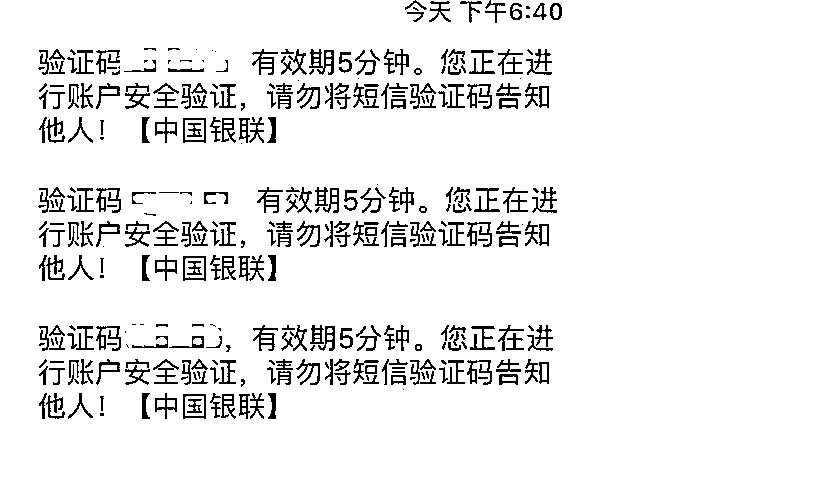 今天 下午6:40
验证码 有效期5分钟。您正在进
行账户安全验证，请勿将短信验证码告知
他人！【中国银联】
验证码 有效期5分钟。您正在进
行账户安全验证，请勿将短信验证码告知
他人！【中国银联】
验证码 ，有效期5分钟。您正在进
行账户安全验证，请勿将短信验证码告知
他人！【中国银联】